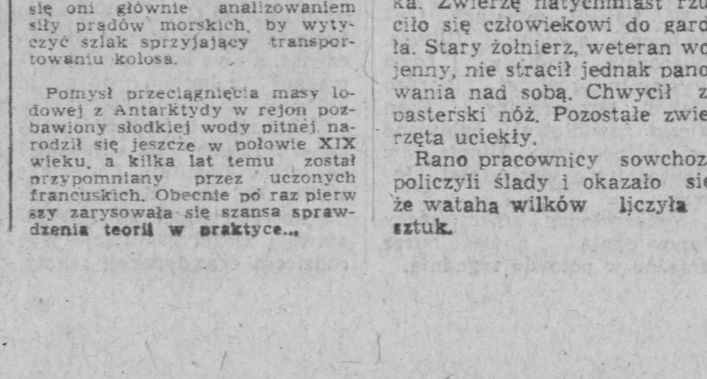 się oni głównie analizowaniem
siły prądów morskich, by wyty-
czyć szlak sprzyjający transpor-
towaniu kolosa.
Pomysł przeciągnięcia masy lo-
dowej z Antarktydy w rejon poz-
bawiony słodkiej wody pitnej na-
rodził się jeszcze w połowie XIX
wieku, a kilka lat temu został
przypomniany przez uczonych
francuskich. Obecnie po raz pierw
szy zarysowała się szansa spraw-
dzenia teorii w praktyce...
ka. Zwierzę natychmiast rzu
ciło się człowiekowi do gard
ła. Stary żołnierz, weteran wo
jenny, nie stracił jednak pano
wania nad sobą. Chwycił z
pasterski nóż. Pozostałe zwie
rzęta uciekły.
Rano pracownicy sowchoz
policzyli ślady i okazało sie
że wataha wilków liczyła
sztuk.